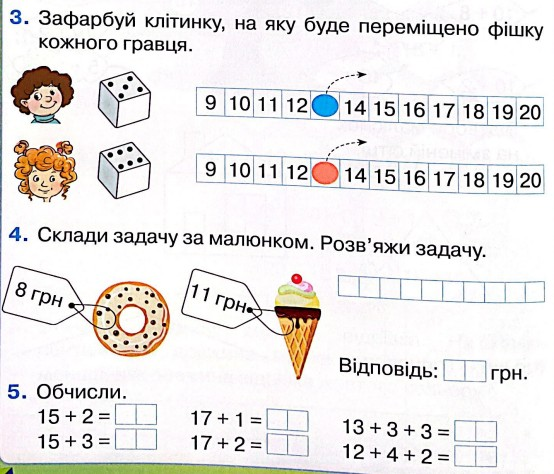 3. Зафарбуй клітинку, на яку буде переміщено фішку
кожного гравця.
9 10 11 12 14 15 16 17 18 19 20
9 10 11 12 14 15 16 17 18 19 20
4. Склади задачу за малюнком. Розв'яжи задачу.
8 грн
11 грн
Відповідь: грн.
5. Обчисли.
15 + 2 = 17 + 1 = 13 + 3 + 3 =
15 + 3 = 17 + 2 = 12 + 4 + 2 =